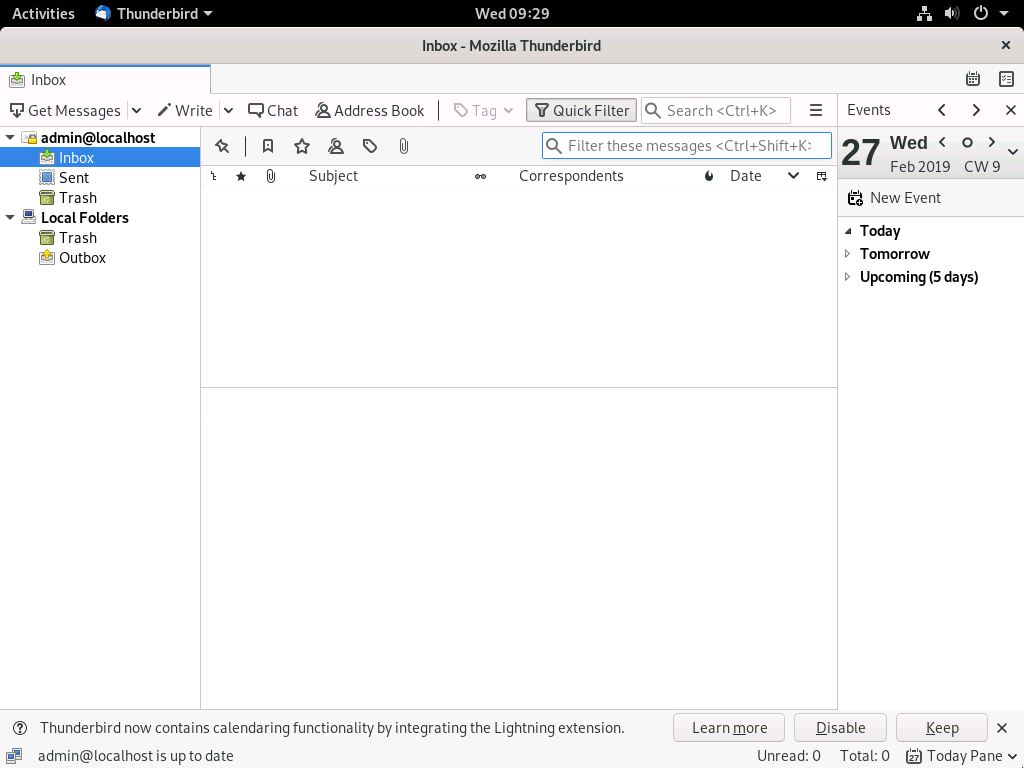 Activities Thunderbird Wed 09:29
Inbox - Mozilla Thunderbird
Inbox
Get Messages Write Chat Address Book Tag Quick Filter Search <Ctrl+K> Events
admin@localhost
Inbox
Sent
Trash
Local Folders
Trash
Outbox
Filter these messages <Ctrl+Shift+K>
Subject Correspondents Date
27 Wed
Feb 2019 CW 9
New Event
Today
Tomorrow
Upcoming (5 days)
Thunderbird now contains calendaring functionality by integrating the Lightning extension. Learn more Disable Keep
admin@localhost is up to date Unread: 0 Total: 0 27 Today Pane